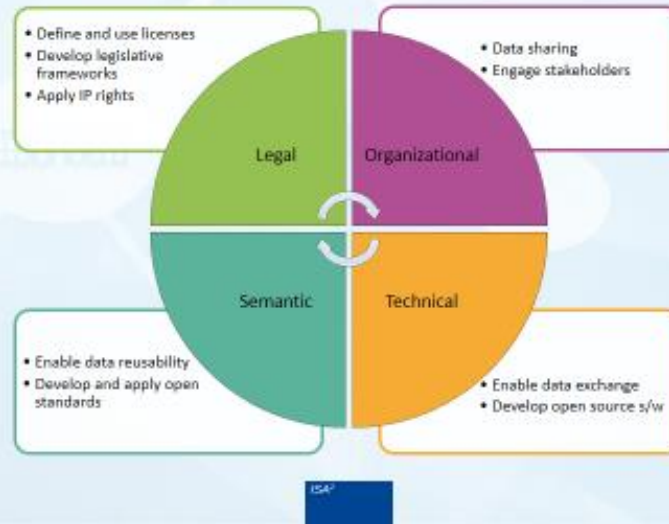 • Define and use licenses
• Develop legislative
frameworks
• Apply IP rights
• Data sharing
• Engage stakeholders
Legal
Organizational
Semantic
Technical
• Enable data reusability
• Develop and apply open
standards
• Enable data exchange
• Develop open source s/w
ISA²